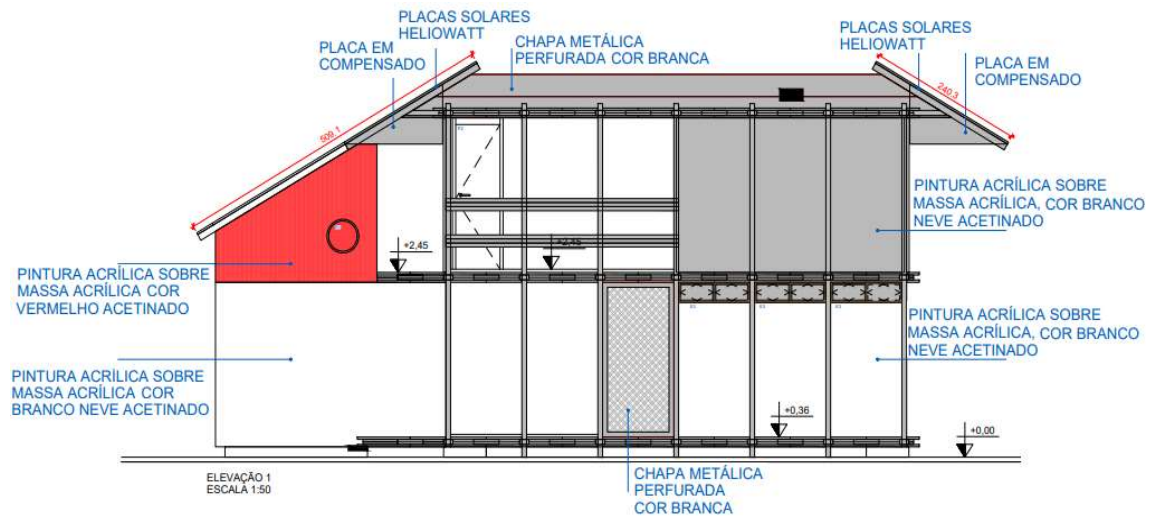 PLACAS SOLARES
HELIOWATT
PLACA EM
COMPENSADO
CHAPA METÁLICA
PERFURADA COR BRANCA
PLACAS SOLARES
HELIOWATT
PLACA EM
COMPENSADO
509.1
240.3
PINTURA ACRÍLICA SOBRE
MASSA ACRÍLICA, COR BRANCO
NEVE ACETINADO
+2,45
+2,45
PINTURA ACRÍLICA SOBRE
MASSA ACRÍLICA COR
VERMELHO ACETINADO
PINTURA ACRÍLICA SOBRE
MASSA ACRÍLICA, COR BRANCO
NEVE ACETINADO
PINTURA ACRÍLICA SOBRE
MASSA ACRÍLICA COR
BRANCO NEVE ACETINADO
+0,36
+0,00
ELEVAÇÃO 1
ESCALA 1:50
CHAPA METÁLICA
PERFURADA
COR BRANCA